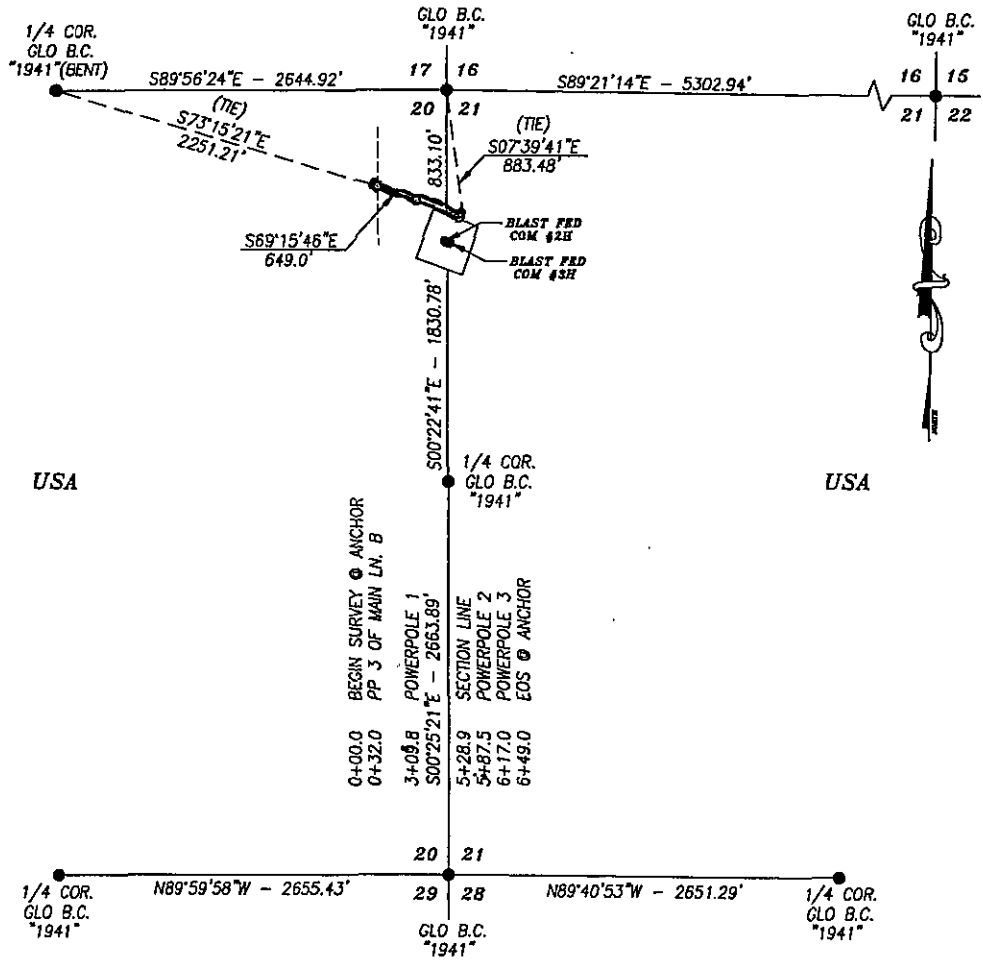 1/4 COR.
GLO B.C.
"1941"(BENT)
GLO B.C.
"1941"
GLO B.C.
"1941"
S89°56'24"E - 2644.92'
17 16
S89°21'14"E - 5302.94'
16 15
20 21
21 22
(TIE)
S73°15'21"E
2251.21'
833.10'
(TIE)
S07°39'41"E
883.48'
S69°15'46"E
649.0'
BLAST FED
COM #2H
BLAST FED
COM #3H
S00°22'41"E - 1830.78'
NORTH
USA
1/4 COR.
GLO B.C.
"1941"
USA
0+00.0 BEGIN SURVEY @ ANCHOR
0+32.0 PP 3 OF MAIN LN. B
3+09.8 POWERPOLE 1
S00°25'21"E - 2663.89'
5+28.9 SECTION LINE
5+87.5 POWERPOLE 2
6+17.0 POWERPOLE 3
6+49.0 EOS @ ANCHOR
20 21
1/4 COR.
GLO B.C.
"1941"
N89°59'58"W - 2655.43'
29 28
N89°40'53"W - 2651.29'
1/4 COR.
GLO B.C.
"1941"
GLO B.C.
"1941"